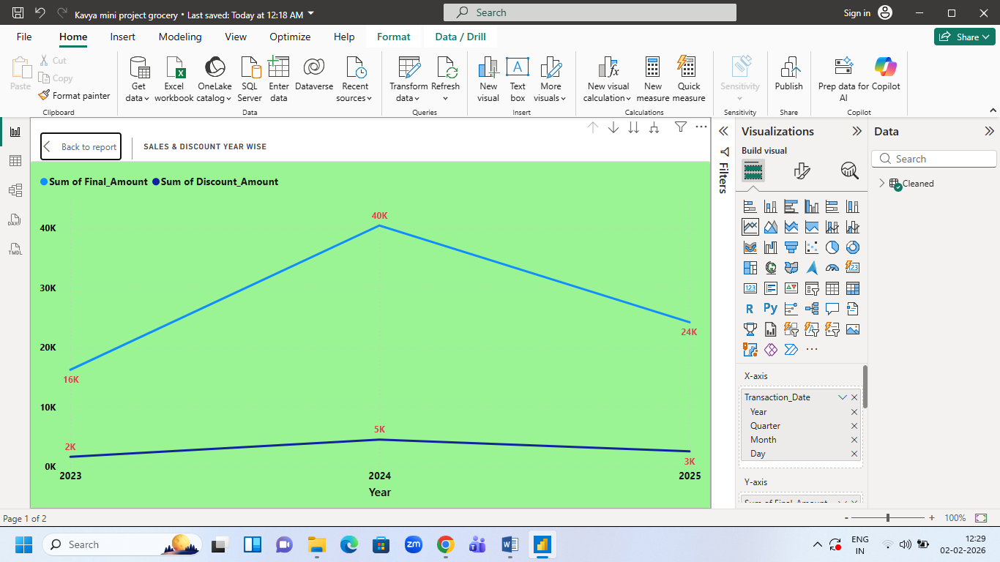 Kavya mini project grocery • Last saved: Today at 12:18 AM
Search
Sign in
File Home Insert Modeling View Optimize Help Format Data / Drill
Share
Paste
Cut
Copy
Format painter
Clipboard
Get data
Excel workbook
OneLake catalog
SQL Server
Enter data
Dataverse
Recent sources
Data
Transform data
Refresh
Queries
New visual
Text box
More visuals
Insert
New visual calculation
New measure
Quick measure
Calculations
Sensitivity
Sensitivity
Publish
Share
Prep data for AI
Copilot
Copilot
DAX
TMDL
Back to report
SALES & DISCOUNT YEAR WISE
Sum of Final_Amount Sum of Discount_Amount
40K
30K
20K
10K
0K
16K
40K
24K
2K
5K
3K
2023 2024 2025
Year
Filters
Visualizations
Build visual
123
123
R Py
X-axis
Transaction_Date
Year
Quarter
Month
Day
Y-axis
Sum of Final_Amount
Data
Search
Cleaned
Page 1 of 2
- + 100%
Search
zm
ENG
IN
12:29
02-02-2026